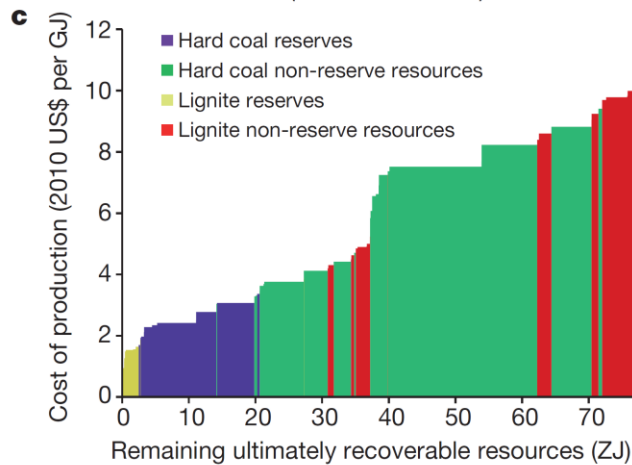 c
12
10
8
6
4
2
0
Cost of production (2010 US$ per GJ)
Hard coal reserves
Hard coal non-reserve resources
Lignite reserves
Lignite non-reserve resources
0 10 20 30 40 50 60 70
Remaining ultimately recoverable resources (ZJ)